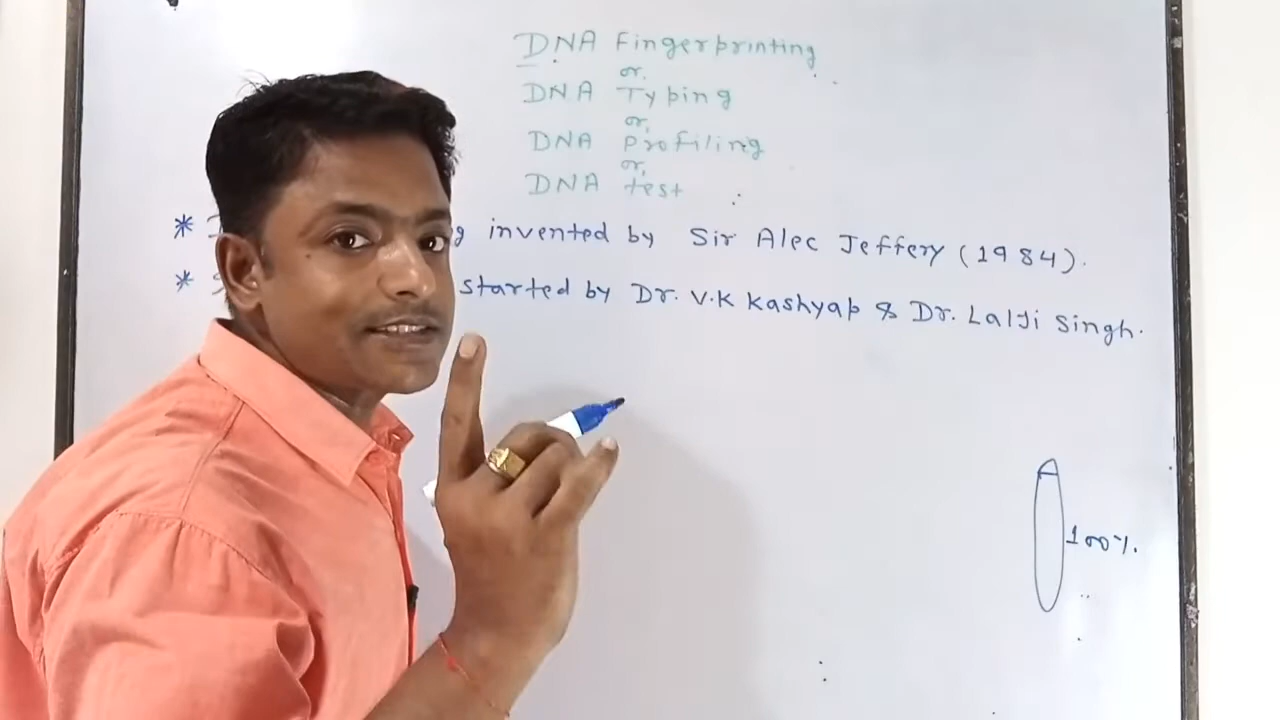 DNA Fingerprinting
or,
DNA Typing
or,
DNA Profiling
or,
DNA test
* invented by Sir Alec Jeffery (1984).
* started by Dr. V.K Kashyap & Dr. LalJi Singh.
A
100%.